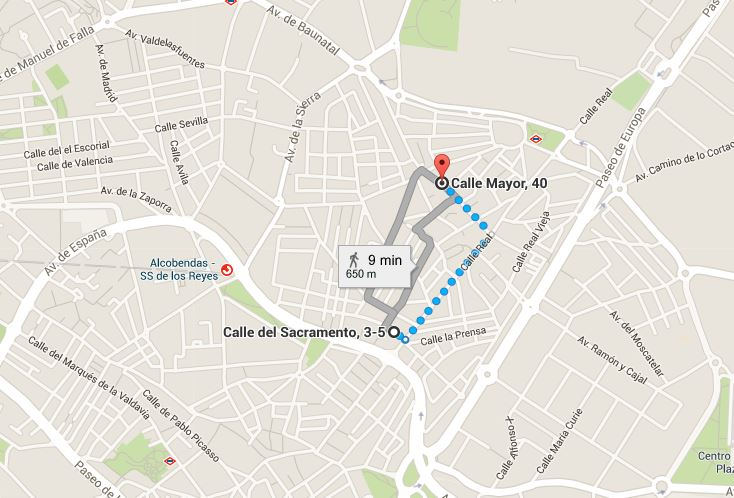 de Manuel de Falla
Av. de Baunatal
Av. Valdelasfuentes
Av. de Madrid
Av. de la Sierra
Calle Sevilla
Calle del el Escorial
Calle de Valencia
Calle Avila
Av. de la Zaporra
Av. de España
Alcobendas -
SS de los Reyes
Calle Real
Paseo de Europa
Av. Camino de lo Cortao
Calle Mayor, 40
Calle Real Vieja
Calle Real
9 min
650 m
Calle del Sacramento, 3-5
Calle la Prensa
Av. del Moscatelar
Av. Ramón y Cajal
Calle del Marqués de la Valdavia
Calle de Pablo Picasso
Paseo de
Calle Alfonso X
Calle María Curie
Centro
Plaz